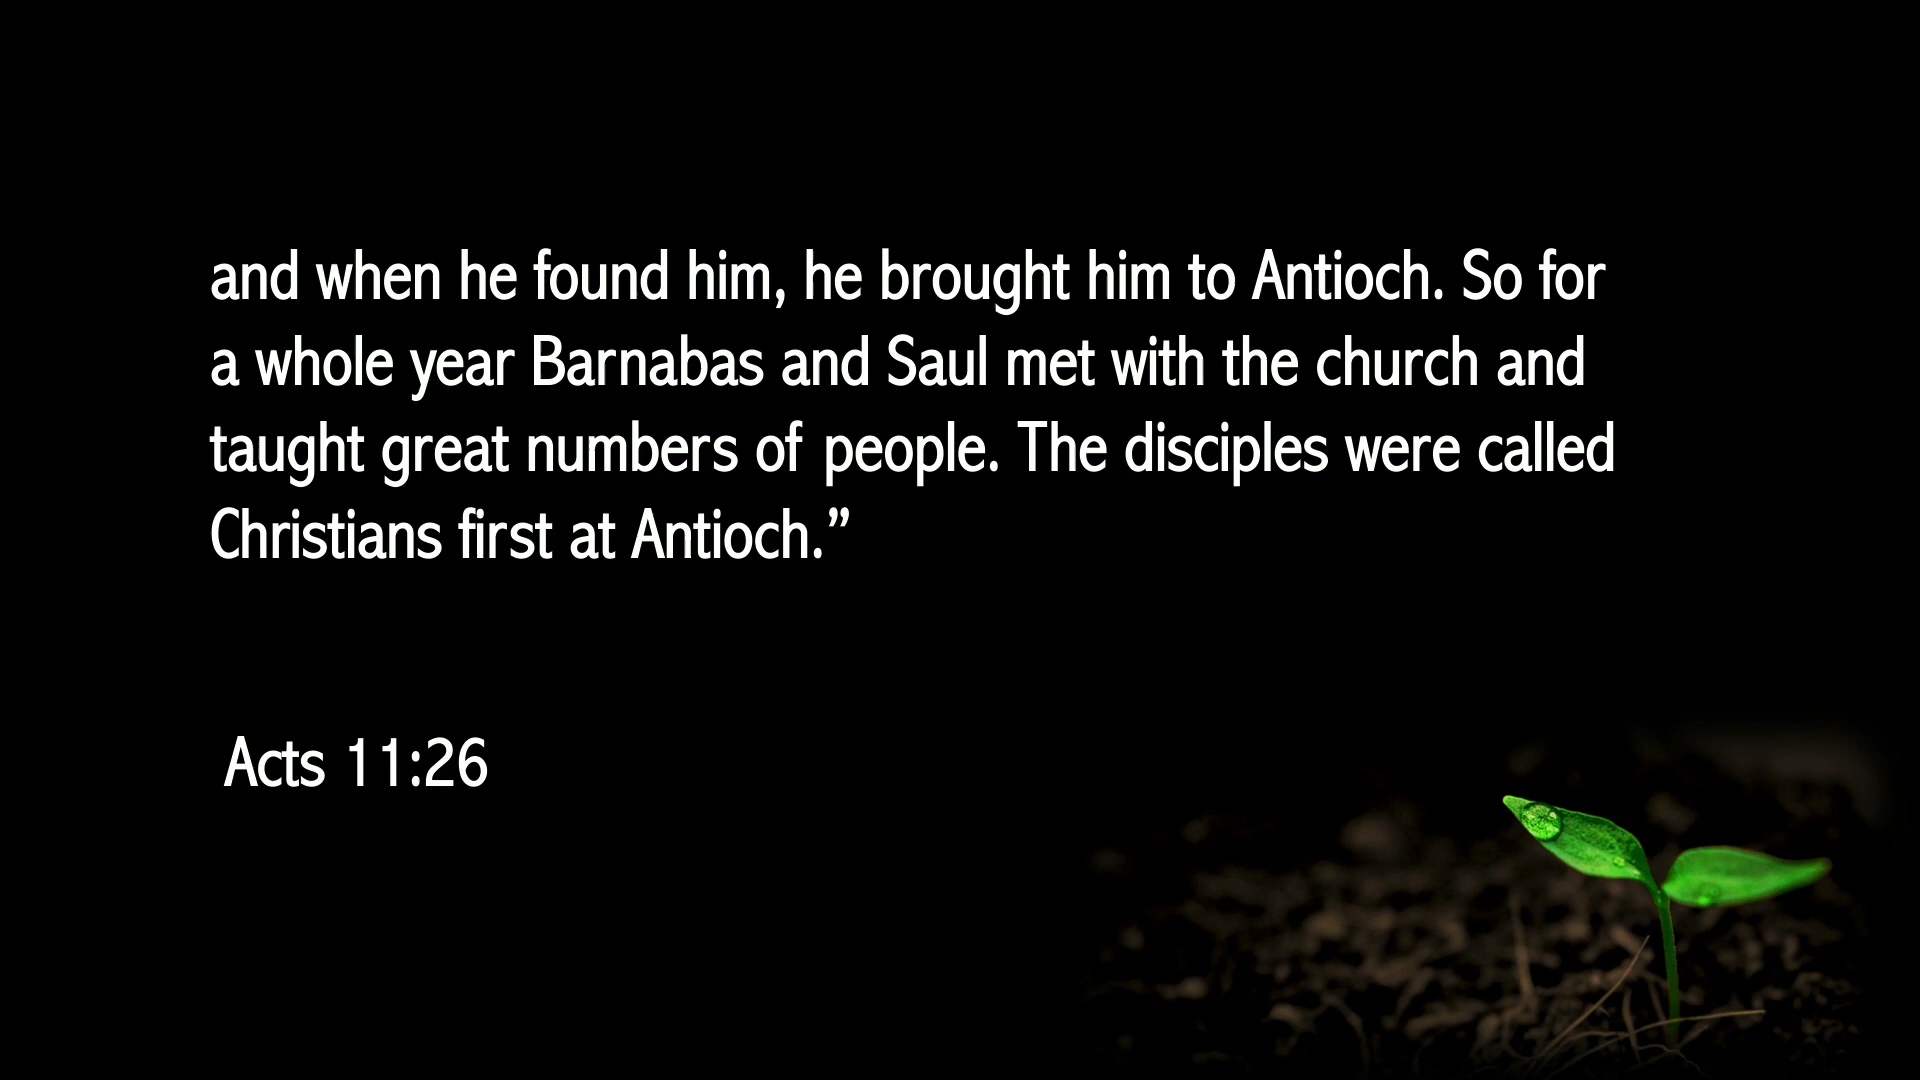 and when he found him, he brought him to Antioch. So for
a whole year Barnabas and Saul met with the church and
taught great numbers of people. The disciples were called
Christians first at Antioch.”
Acts 11:26